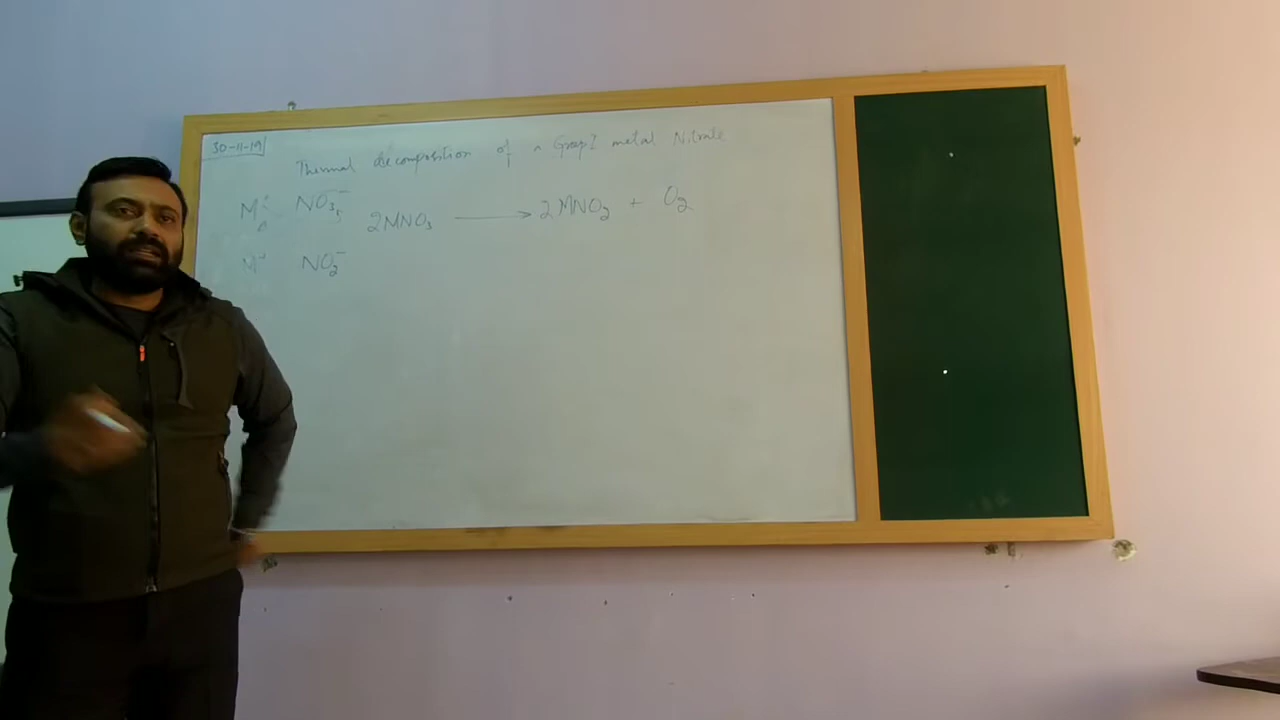 30-11-19
Thermal decomposition of a Group I metal Nitrate
NO₃⁻
2MNO₃ ⟶ 2MNO₂ + O₂
NO₂⁻